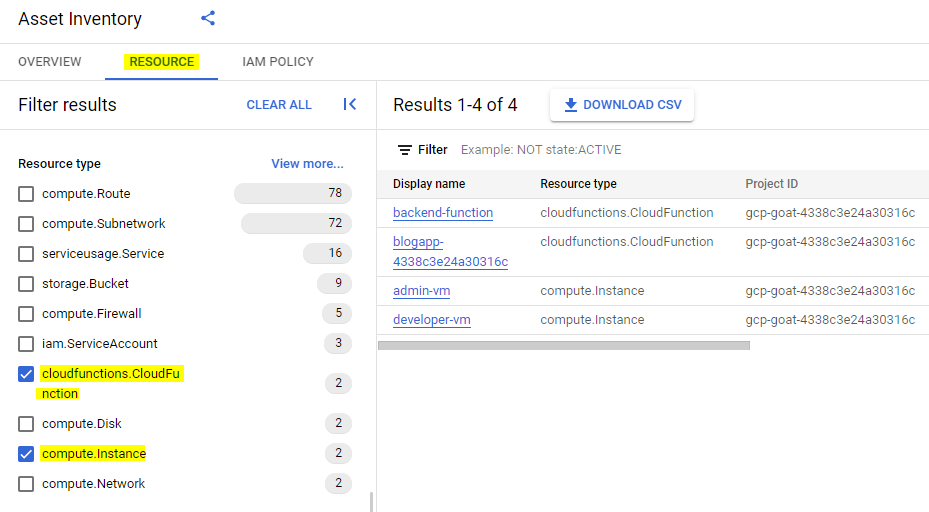 Asset Inventory
OVERVIEW
RESOURCE
IAM POLICY
Filter results
CLEAR ALL
Resource type
View more...
compute.Route 78
compute.Subnetwork 72
serviceusage.Service 16
storage.Bucket 9
compute.Firewall 5
iam.ServiceAccount 3
cloudfunctions.CloudFu
nction
2
compute.Disk 2
compute.Instance 2
compute.Network 2
Results 1-4 of 4
DOWNLOAD CSV
Filter Example: NOT state:ACTIVE
Display name Resource type Project ID
backend-function cloudfunctions.CloudFunction gcp-goat-4338c3e24a30316c
blogapp- cloudfunctions.CloudFunction gcp-goat-4338c3e24a30316c
4338c3e24a30316c
admin-vm compute.Instance gcp-goat-4338c3e24a30316c
developer-vm compute.Instance gcp-goat-4338c3e24a30316c